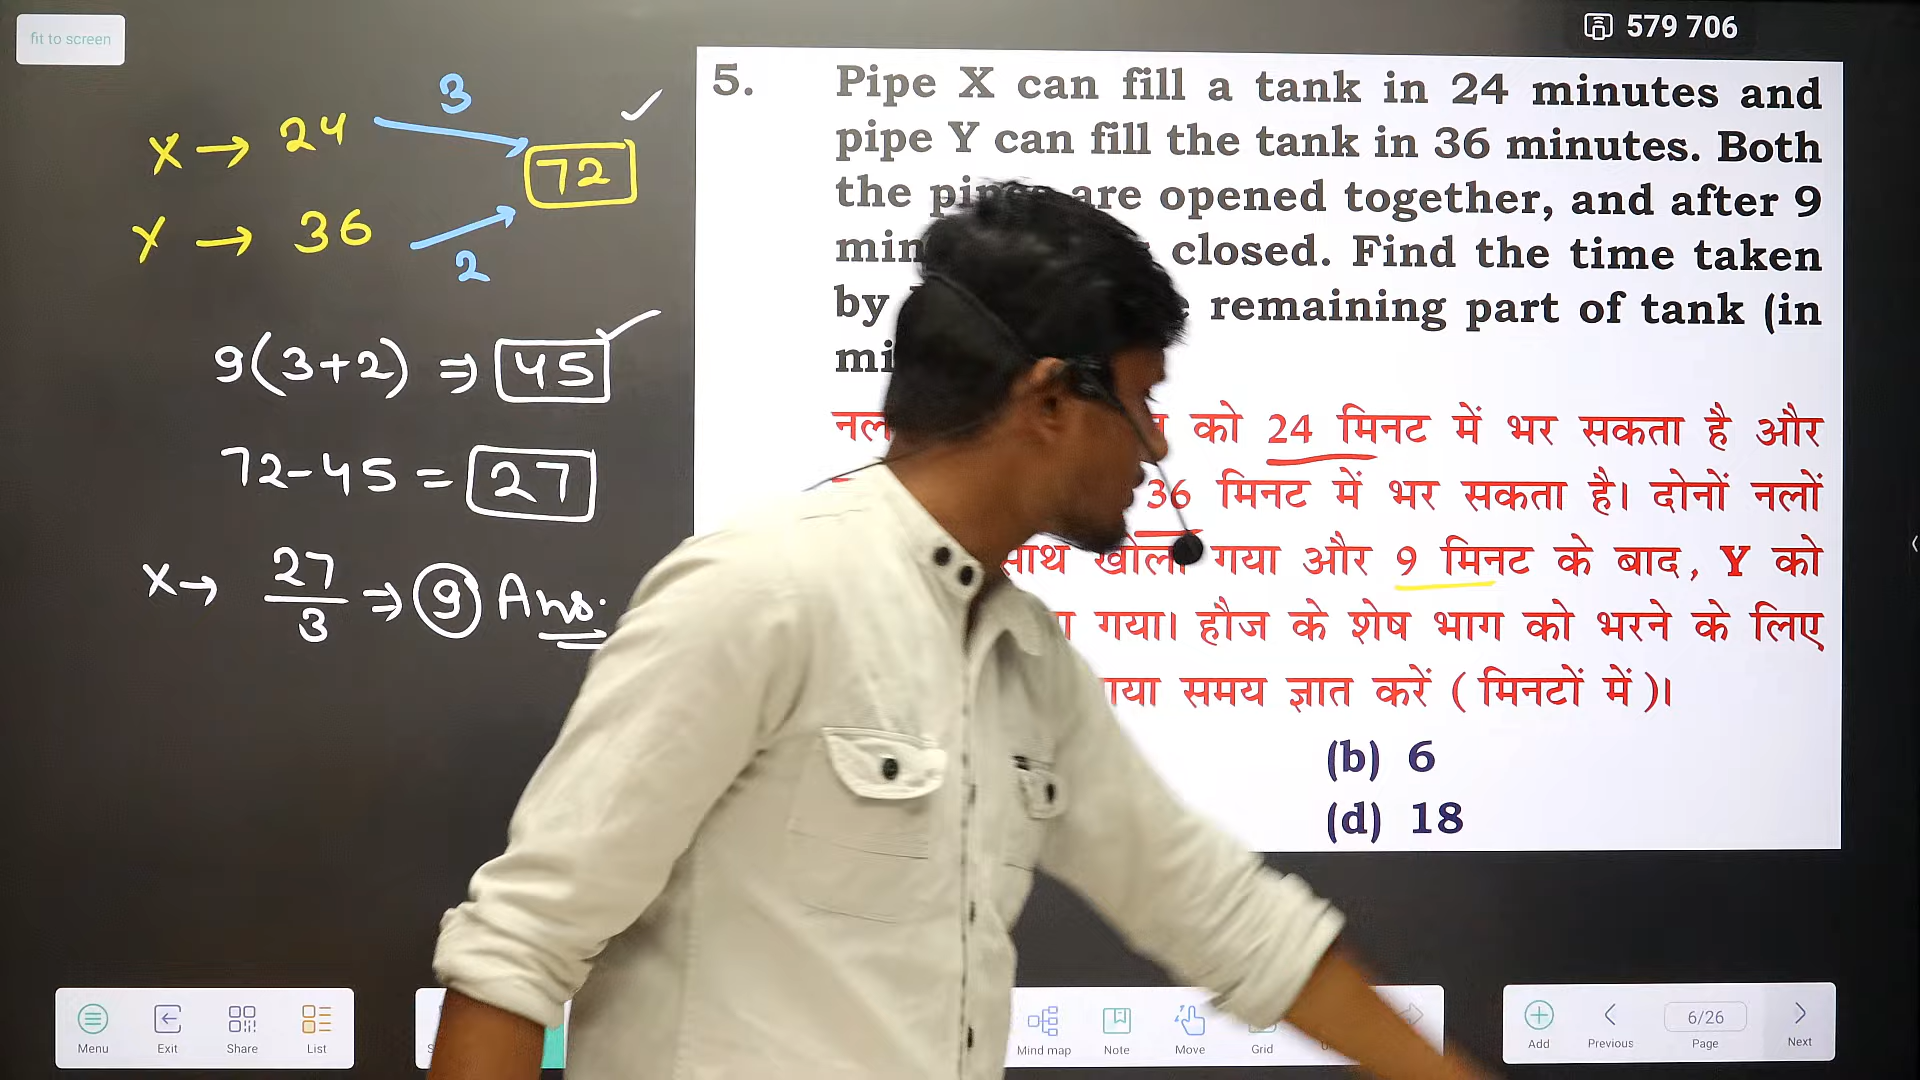 fit to screen
579 706
3
X → 24
72
Y → 36
2
9(3+2) ⇒ 45
72-45 = 27
X → 27/3 ⇒ 9 Ans.
5. Pipe X can fill a tank in 24 minutes and
pipe Y can fill the tank in 36 minutes. Both
the are opened together, and after 9
closed. Find the time taken
by remaining part of tank (in
को 24 मिनट में भर सकता है और
36 मिनट में भर सकता है। दोनों नलों
साथ खोला गया और 9 मिनट के बाद, Y को
गया। हौज के शेष भाग को भरने के लिए
गया समय ज्ञात करें (मिनटों में)।
(b) 6
(d) 18
Menu Exit Share List Mind map Note Move Grid Add Previous 6/26 Page Next